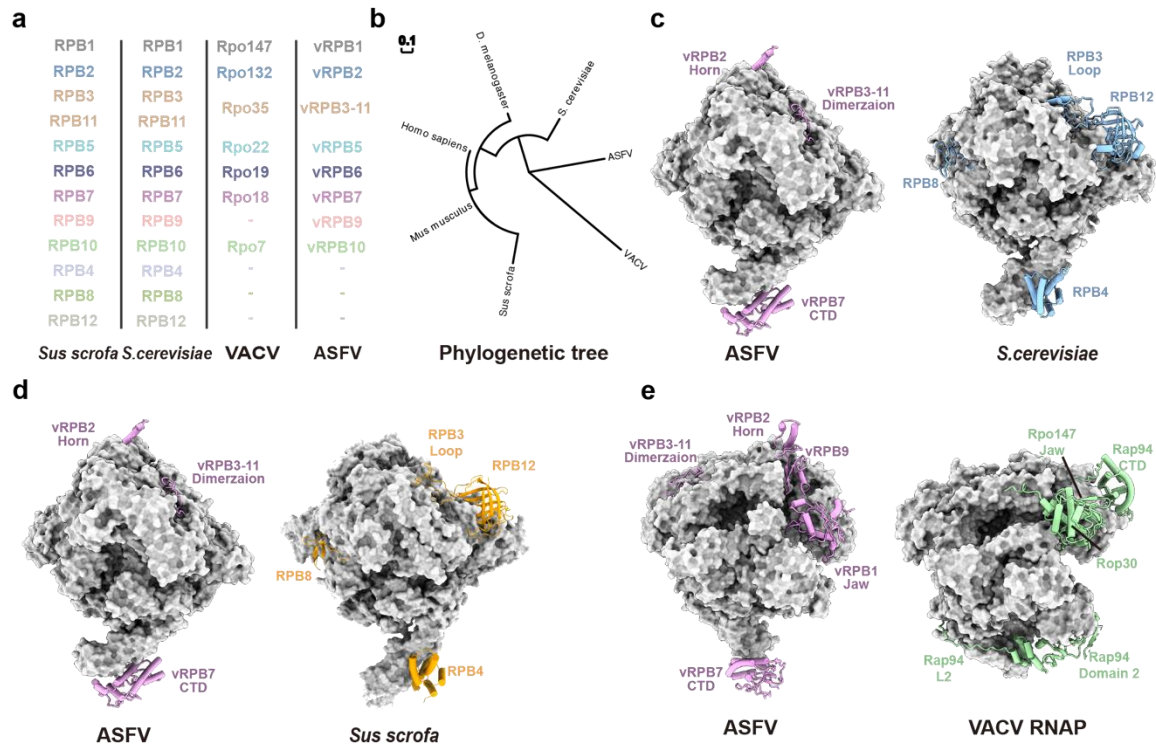 a
RPB1 RPB1 Rpo147 vRPB1
RPB2 RPB2 Rpo132 vRPB2
RPB3 RPB3
Rpo35 vRPB3-11
RPB11 RPB11
RPB5 RPB5 Rpo22 vRPB5
RPB6 RPB6 Rpo19 vRPB6
RPB7 RPB7 Rpo18 vRPB7
RPB9 RPB9 - vRPB9
RPB10 RPB10 Rpo7 vRPB10
RPB4 RPB4 - -
RPB8 RPB8 - -
RPB12 RPB12 - -
Sus scrofa S.cerevisiae VACV ASFV
b
0.1
D. melanogaster
S. cerevisiae
Homo sapiens
ASFV
Mus musculus
VACV
Sus scrofa
Phylogenetic tree
c
vRPB2
Horn
vRPB3-11
Dimerzaion
vRPB7
CTD
ASFV
RPB3
Loop
RPB12
RPB8
RPB4
S.cerevisiae
d
vRPB2
Horn
vRPB3-11
Dimerzaion
vRPB7
CTD
ASFV
RPB3
Loop
RPB12
RPB8
RPB4
Sus scrofa
e
vRPB2
Horn
vRPB3-11
Dimerzaion
vRPB9
vRPB1
Jaw
vRPB7
CTD
ASFV
Rpo147
Jaw
Rap94
CTD
Rop30
Rap94
L2
Rap94
Domain 2
VACV RNAP